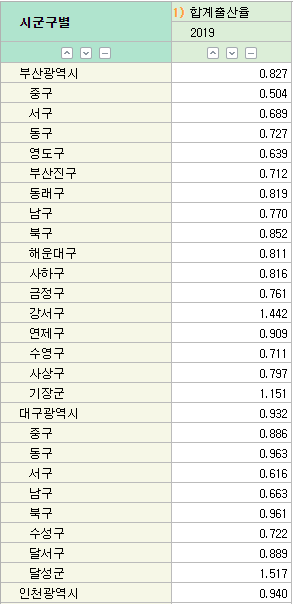 시군구별 1) 합계출산율
2019
부산광역시 0.827
중구 0.504
서구 0.689
동구 0.727
영도구 0.639
부산진구 0.712
동래구 0.819
남구 0.770
북구 0.852
해운대구 0.811
사하구 0.816
금정구 0.761
강서구 1.442
연제구 0.909
수영구 0.711
사상구 0.797
기장군 1.151
대구광역시 0.932
중구 0.886
동구 0.963
서구 0.616
남구 0.663
북구 0.961
수성구 0.722
달서구 0.889
달성군 1.517
인천광역시 0.940